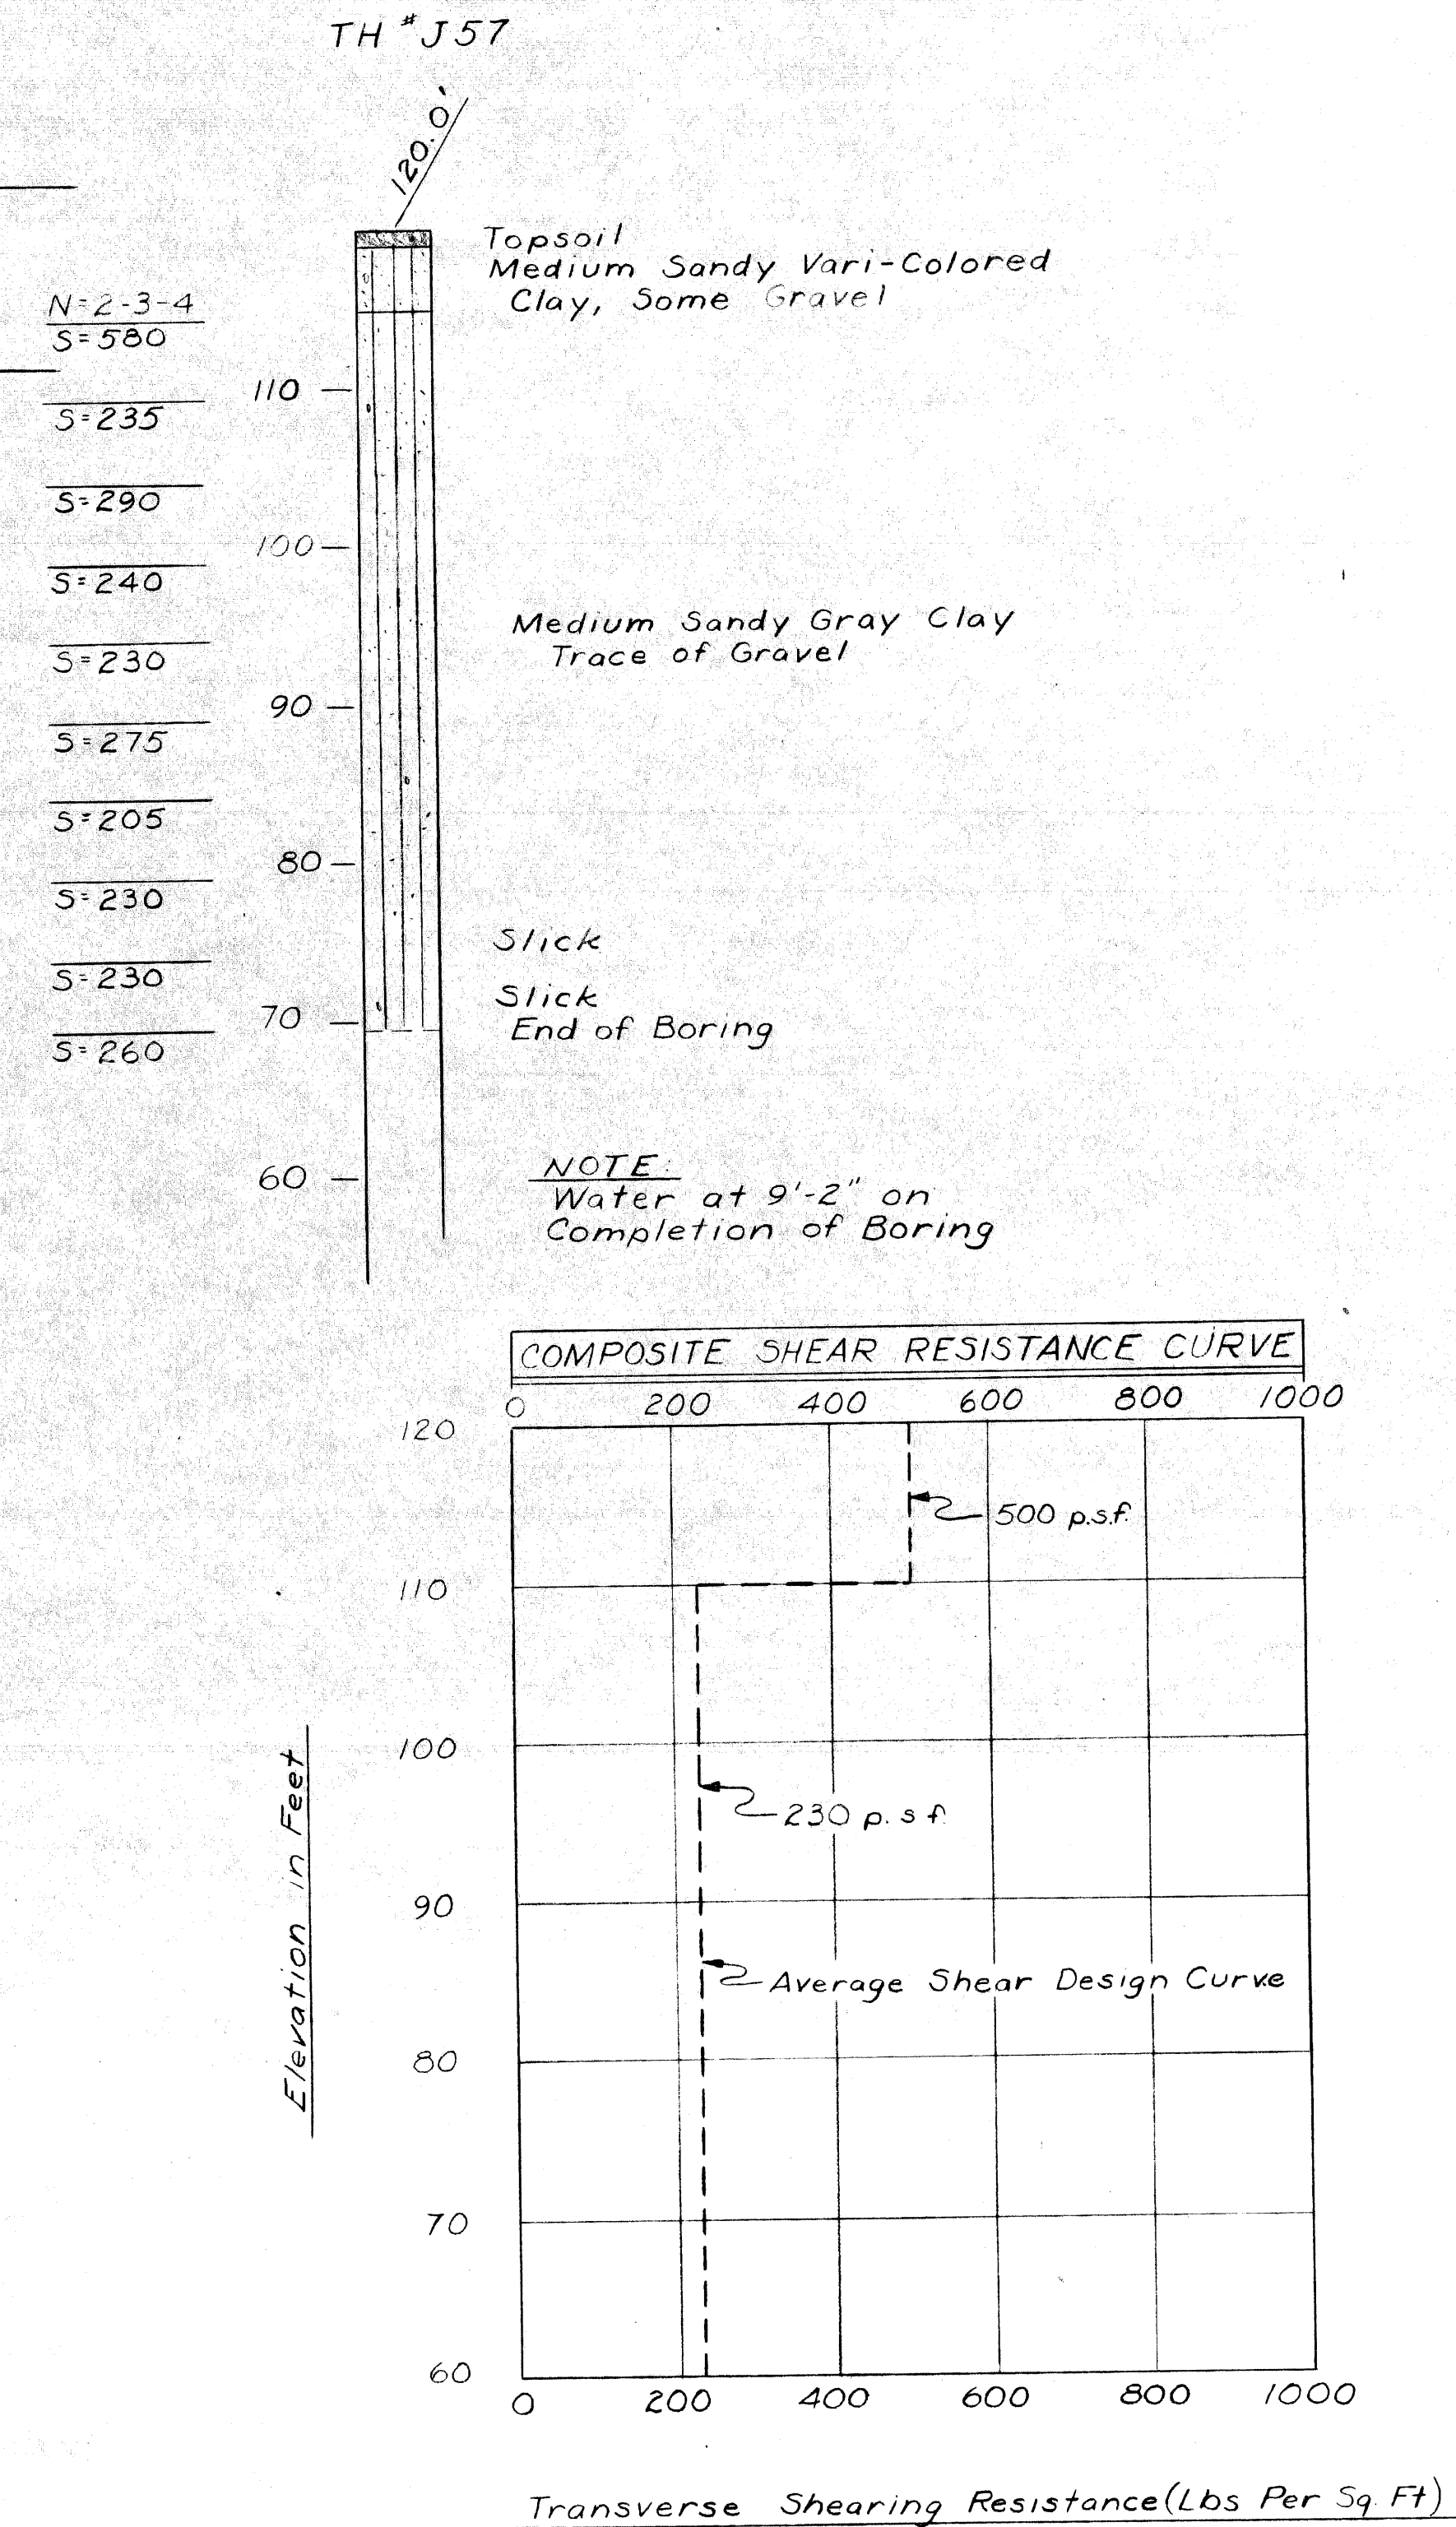 TH #J57
120.0'
Topsoil
Medium Sandy Vari-Colored
Clay, Some Gravel
N=2-3-4
S=580
110
S=235
S=290
100
S=240
Medium Sandy Gray Clay
Trace of Gravel
S=230
90
S=275
S=205
80
S=230
Slick
S=230
Slick
70
End of Boring
S=260
60
NOTE:
Water at 9'-2" on
Completion of Boring
COMPOSITE SHEAR RESISTANCE CURVE
0 200 400 600 800 1000
120
500 p.s.f.
110
100
230 p.s.f.
90
Average Shear Design Curve
80
70
60
0 200 400 600 800 1000
Elevation in Feet
Transverse Shearing Resistance (Lbs Per Sq. Ft)